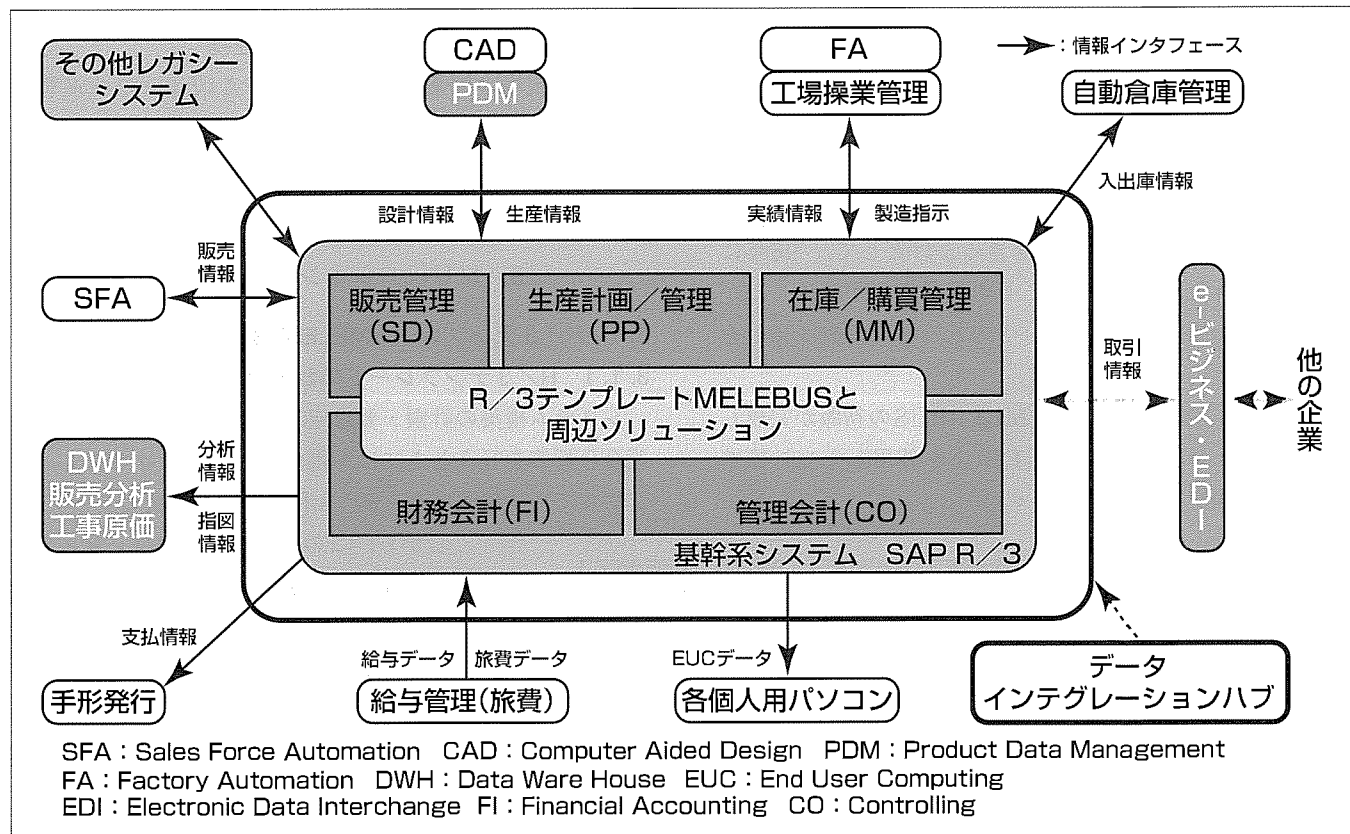 その他レガシー
システム
CAD
PDM
FA
工場操業管理
:情報インタフェース
自動倉庫管理
入出庫情報
設計情報
生産情報
実績情報
製造指示
販売
情報
SFA
販売管理
(SD)
生産計画/管理
(PP)
在庫/購買管理
(MM)
取引
情報
e-ビジネス・EDI
他の企業
R/3テンプレートMELEBUSと
周辺ソリューション
分析
情報
DWH
販売分析
工事原価
指図
情報
財務会計(FI)
管理会計(CO)
基幹系システム SAP R/3
支払情報
給与データ
旅費データ
EUCデータ
手形発行
給与管理(旅費)
各個人用パソコン
データ
インテグレーションハブ
SFA:Sales Force Automation CAD:Computer Aided Design PDM:Product Data Management
FA:Factory Automation DWH:Data Ware House EUC:End User Computing
EDI:Electronic Data Interchange FI:Financial Accounting CO:Controlling